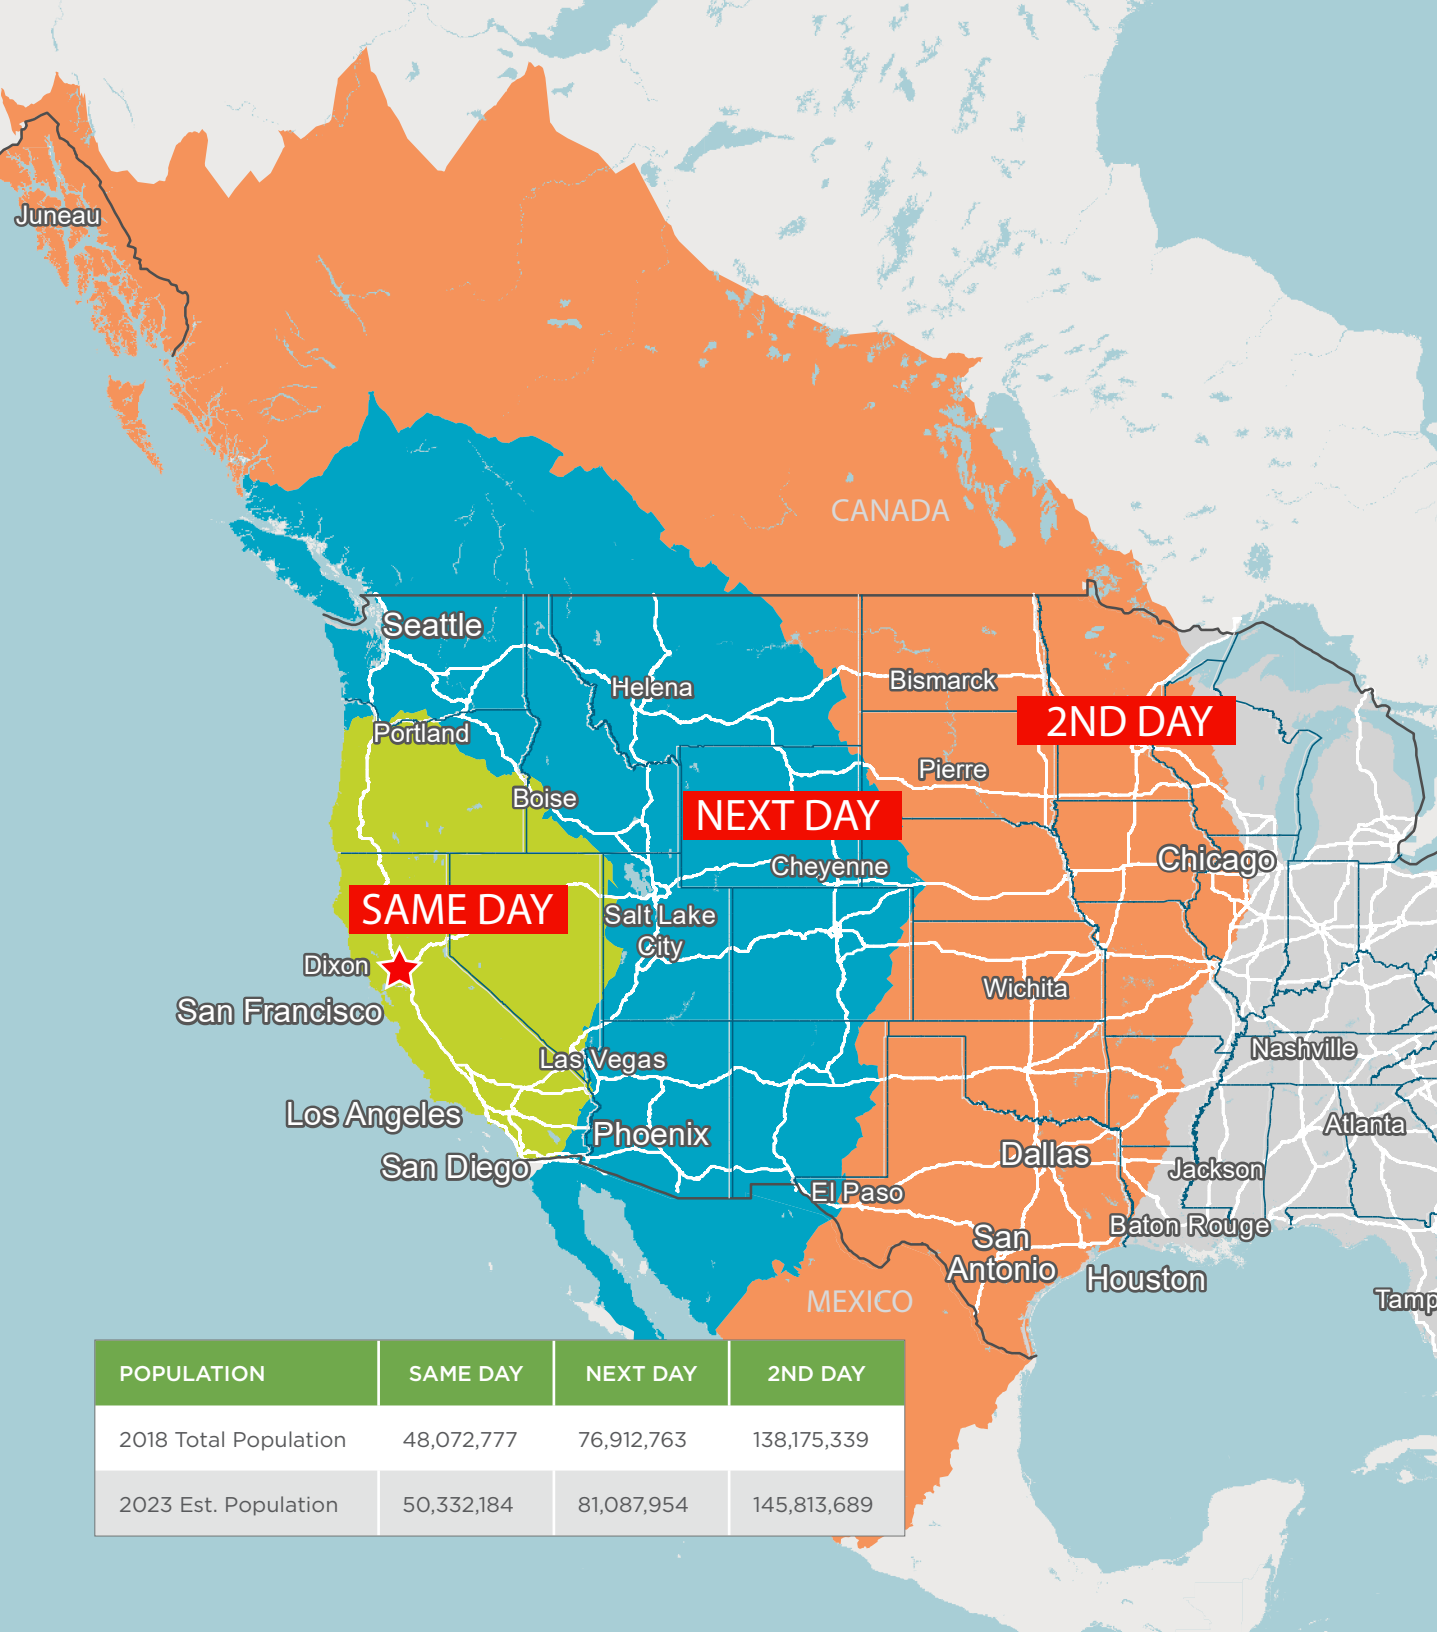 Juneau
CANADA
Seattle
Helena
Bismarck
2ND DAY
Portland
Pierre
Boise
NEXT DAY
Chicago
Cheyenne
SAME DAY
Salt Lake
City
Dixon
Wichita
San Francisco
Nashville
Las Vegas
Los Angeles
Phoenix
Atlanta
Dallas
San Diego
Jackson
El Paso
Baton Rouge
San
Antonio
Houston
MEXICO
Tamp
POPULATION SAME DAY NEXT DAY 2ND DAY
2018 Total Population 48,072,777 76,912,763 138,175,339
2023 Est. Population 50,332,184 81,087,954 145,813,689